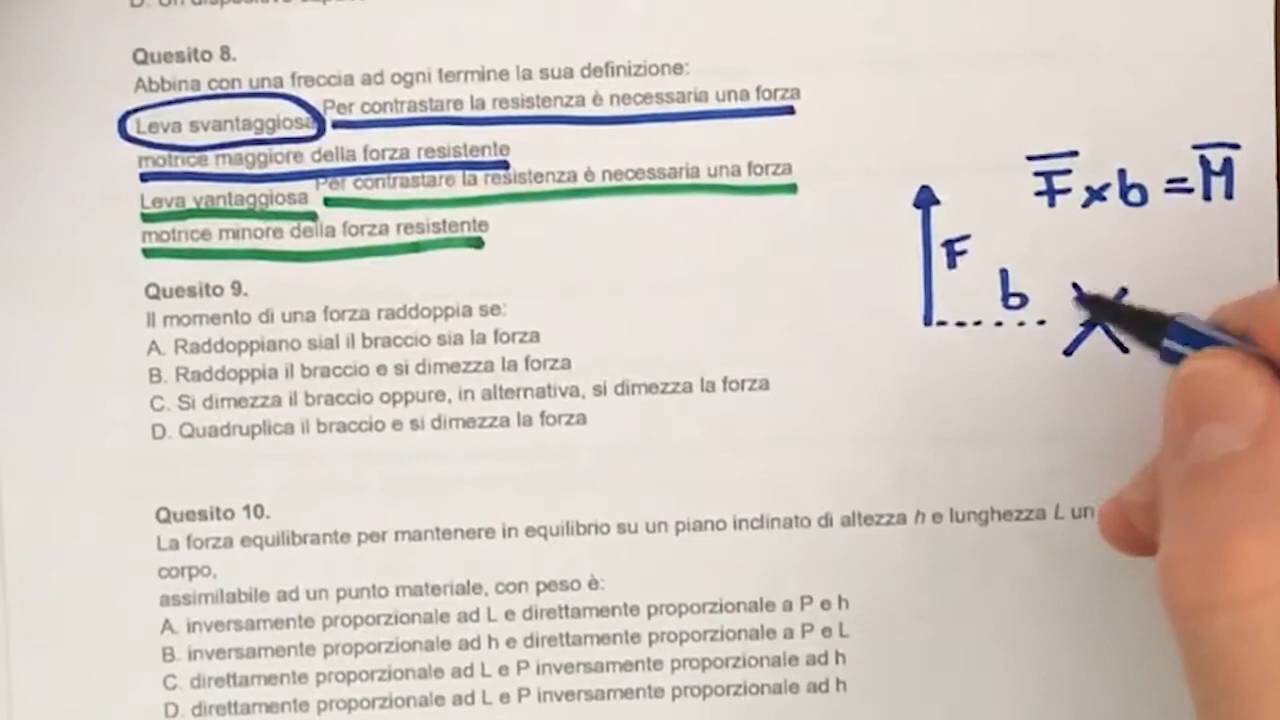 Quesito 8.
Abbina con una freccia ad ogni termine la sua definizione:
Leva svantaggiosa Per contrastare la resistenza è necessaria una forza
motrice maggiore della forza resistente
Leva vantaggiosa Per contrastare la resistenza è necessaria una forza
motrice minore della forza resistente
F x b = M
F
b
Quesito 9.
Il momento di una forza raddoppia se:
A. Raddoppiano sial il braccio sia la forza
B. Raddoppia il braccio e si dimezza la forza
C. Si dimezza il braccio oppure, in alternativa, si dimezza la forza
D. Quadruplica il braccio e si dimezza la forza
Quesito 10.
La forza equilibrante per mantenere in equilibrio su un piano inclinato di altezza h e lunghezza L un
corpo,
assimilabile ad un punto materiale, con peso è:
A. inversamente proporzionale ad L e direttamente proporzionale a P e h
B. inversamente proporzionale ad h e direttamente proporzionale a P e L
C. direttamente proporzionale ad L e P inversamente proporzionale ad h
D. direttamente proporzionale ad L e P inversamente proporzionale ad h